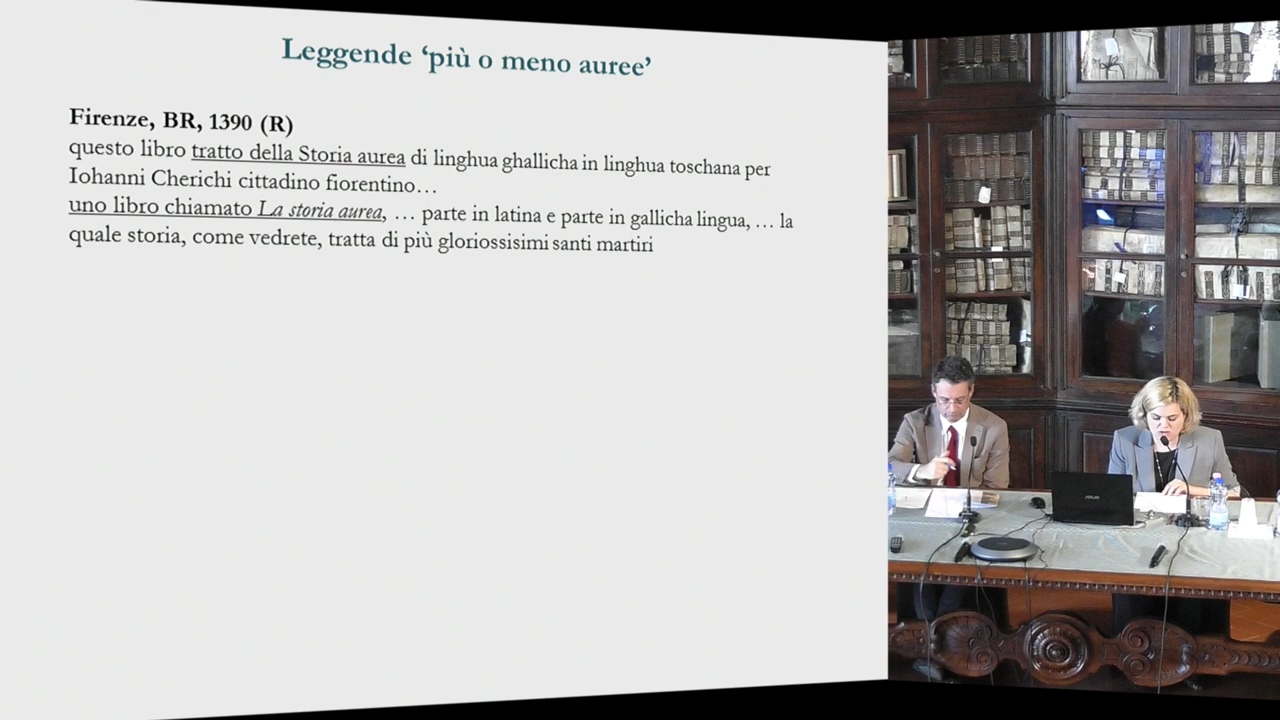 Leggende ‘più o meno auree’
Firenze, BR, 1390 (R)
questo libro tratto della Storia aurea di linghua ghallicha in linghua toschana per
Iohanni Cherichi cittadino fiorentino…
uno libro chiamato La storia aurea, … parte in latina e parte in gallicha lingua, … la
quale storia, come vedrete, tratta di più gloriossisimi santi martiri
ASUS